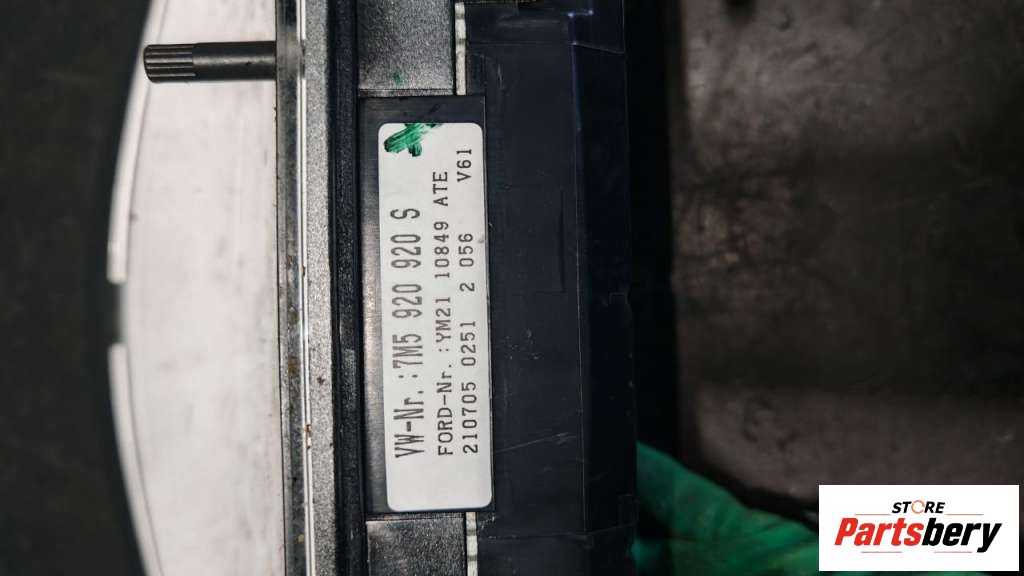 VW-Nr.:7M5 920 920 S
FORD-Nr.:YM21 10849 ATE
210705 0251 2 056 V61
STORE
Partsbery